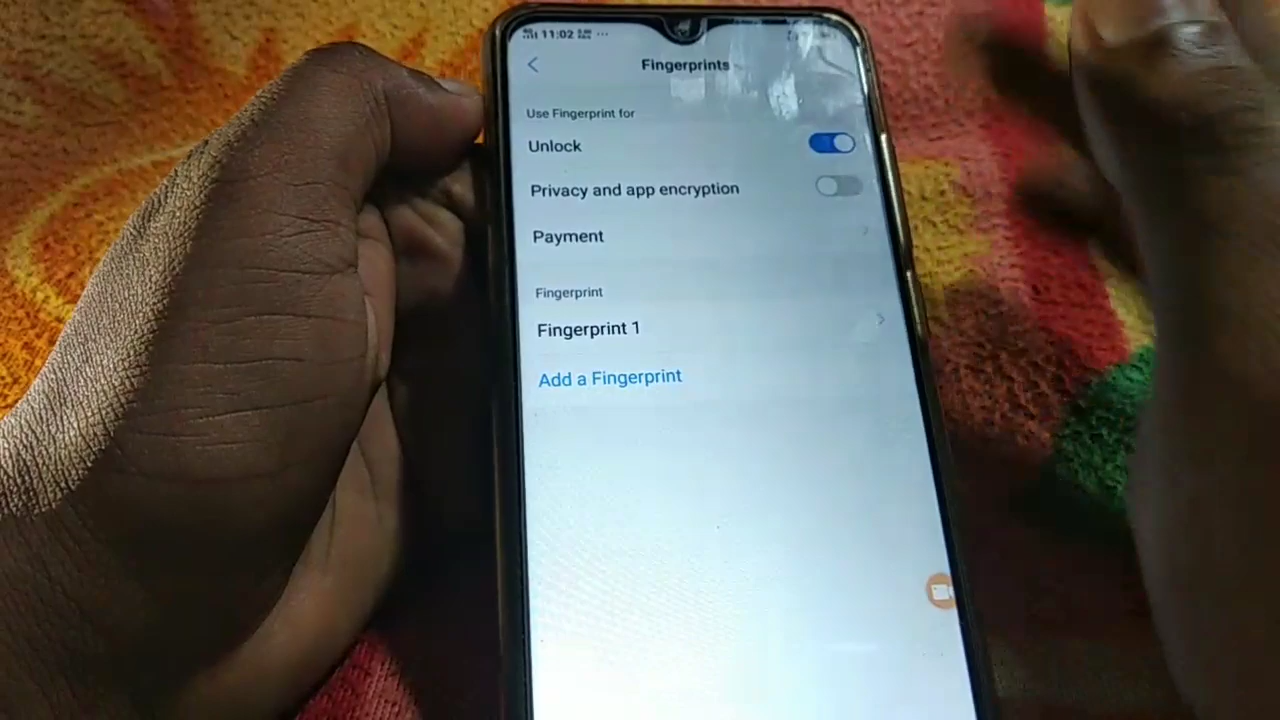 11:02 ...
Fingerprints
Use Fingerprint for
Unlock
Privacy and app encryption
Payment
Fingerprint
Fingerprint 1
Add a Fingerprint